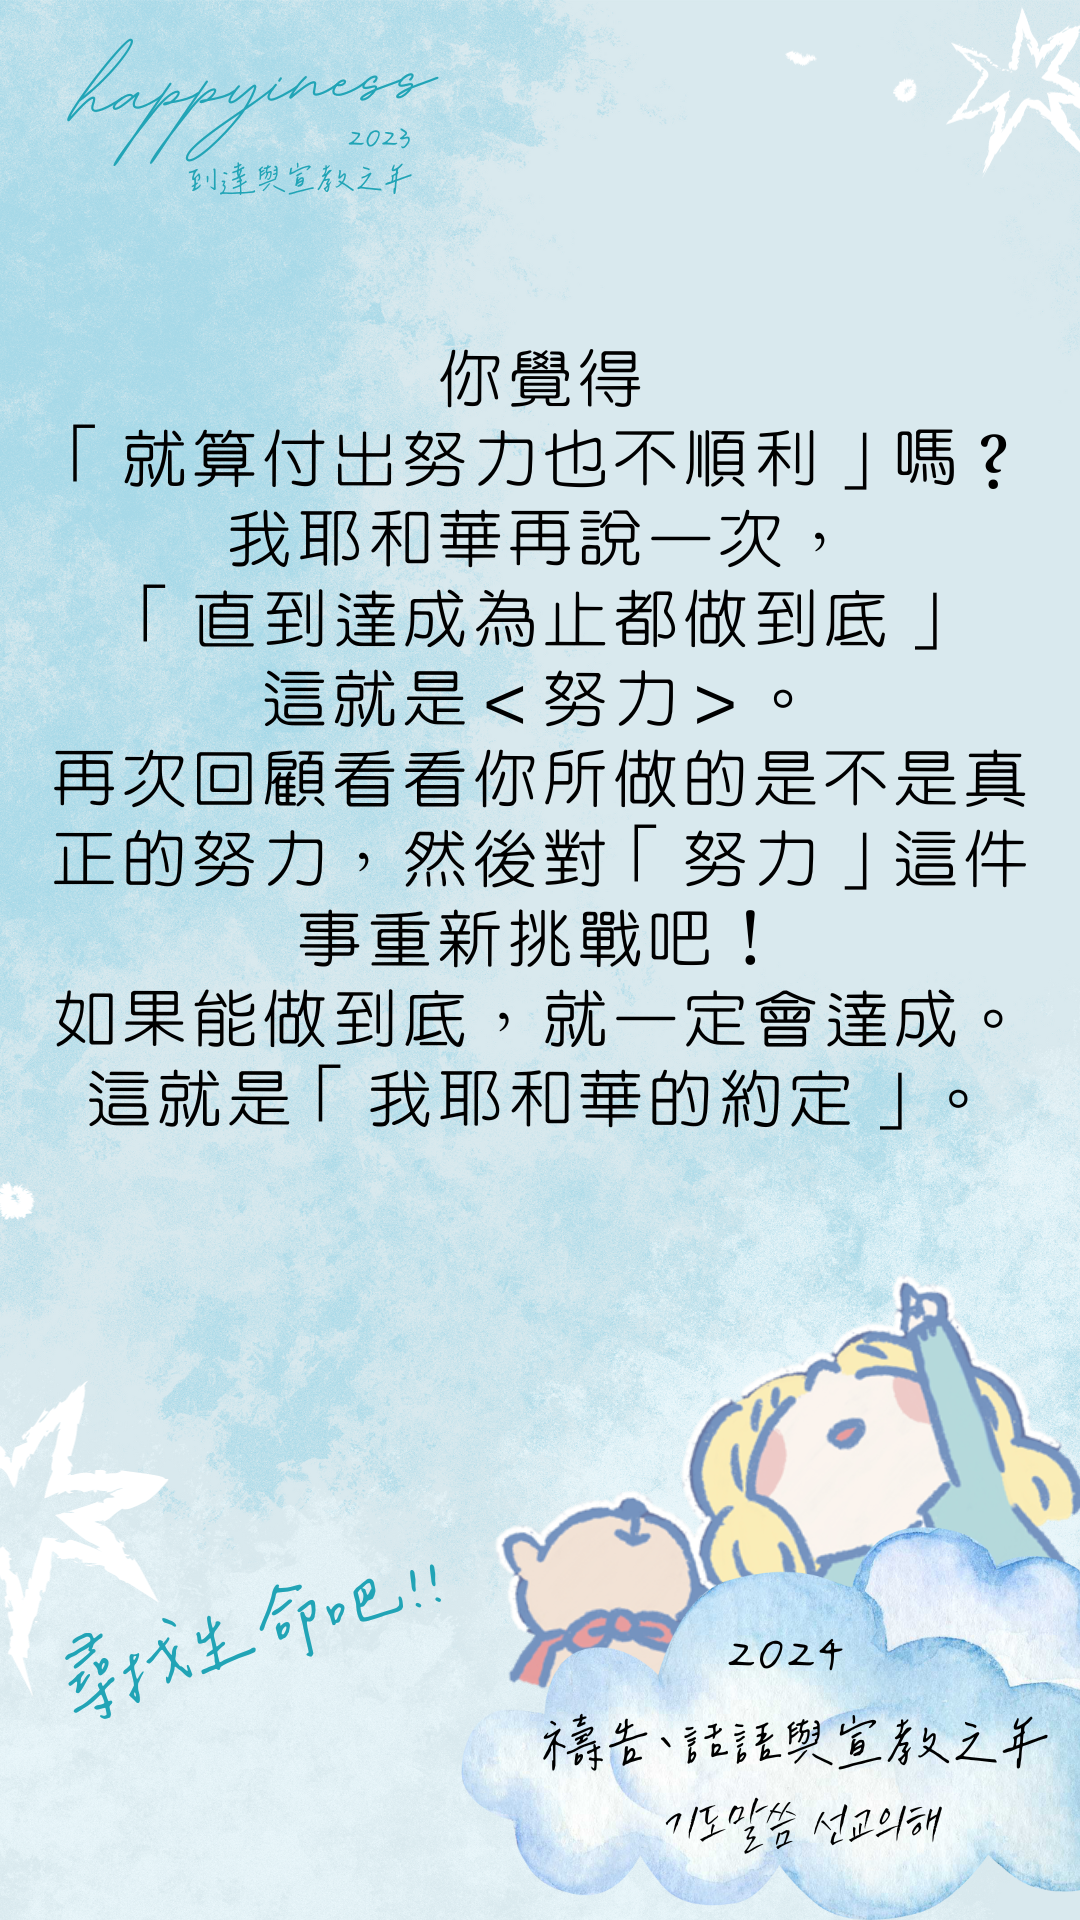 happyiness
2023
到達與宣教之年
你覺得
「就算付出努力也不順利」嗎？
我耶和華再說一次，
「直到達成為止都做到底」
這就是＜努力＞。
再次回顧看看你所做的是不是真
正的努力，然後對「努力」這件
事重新挑戰吧！
如果能做到底，就一定會達成。
這就是「我耶和華的約定」。
尋找生命吧!!
2024
禱告、話語與宣教之年
기도말씀 선교의해